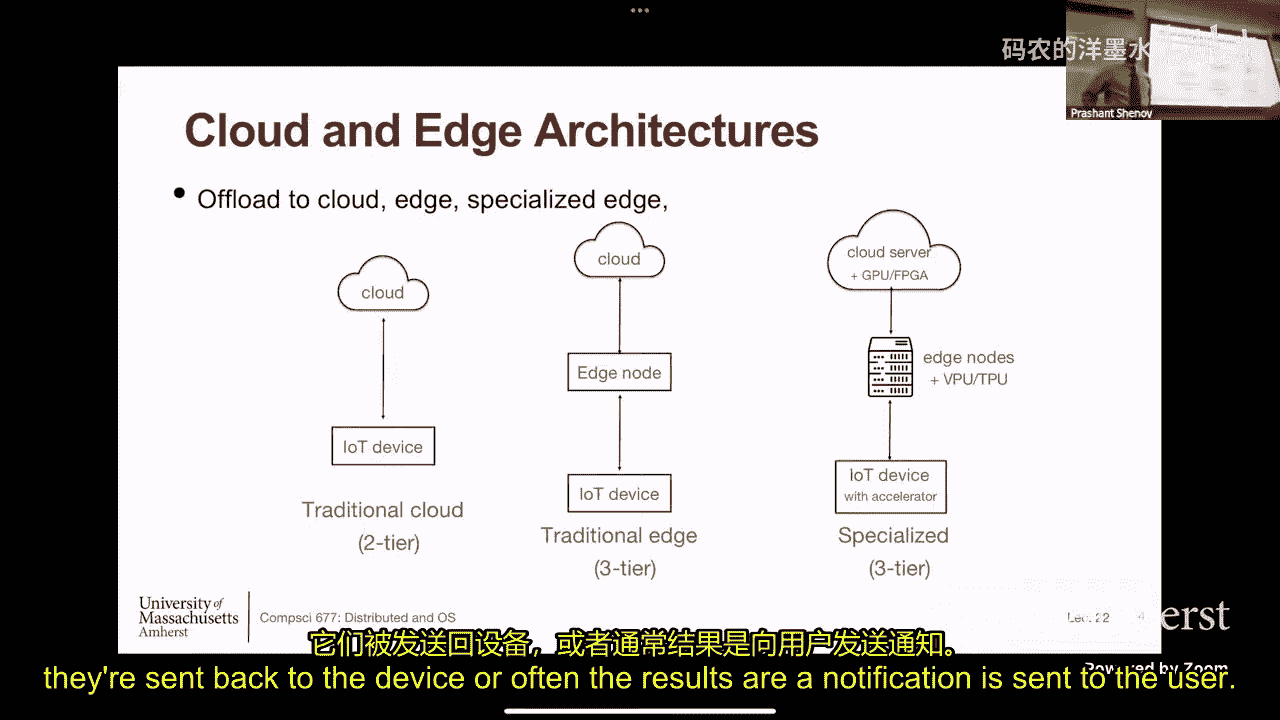 码农的洋墨水
Prashant Shenoy
Cloud and Edge Architectures
• Offload to cloud, edge, specialized edge,
cloud
IoT device
Traditional cloud
(2-tier)
cloud
Edge node
IoT device
Traditional edge
(3-tier)
cloud server
+ GPU/FPGA
edge nodes
+ VPU/TPU
IoT device
with accelerator
Specialized
(3-tier)
University of
Massachusetts
Amherst
Compsci 677: Distributed and OS
Lec. 22
4
erst
它们被发送回设备，或者通常结果是向用户发送通知。
Powered by Zoom
they're sent back to the device or often the results are a notification is sent to the user.